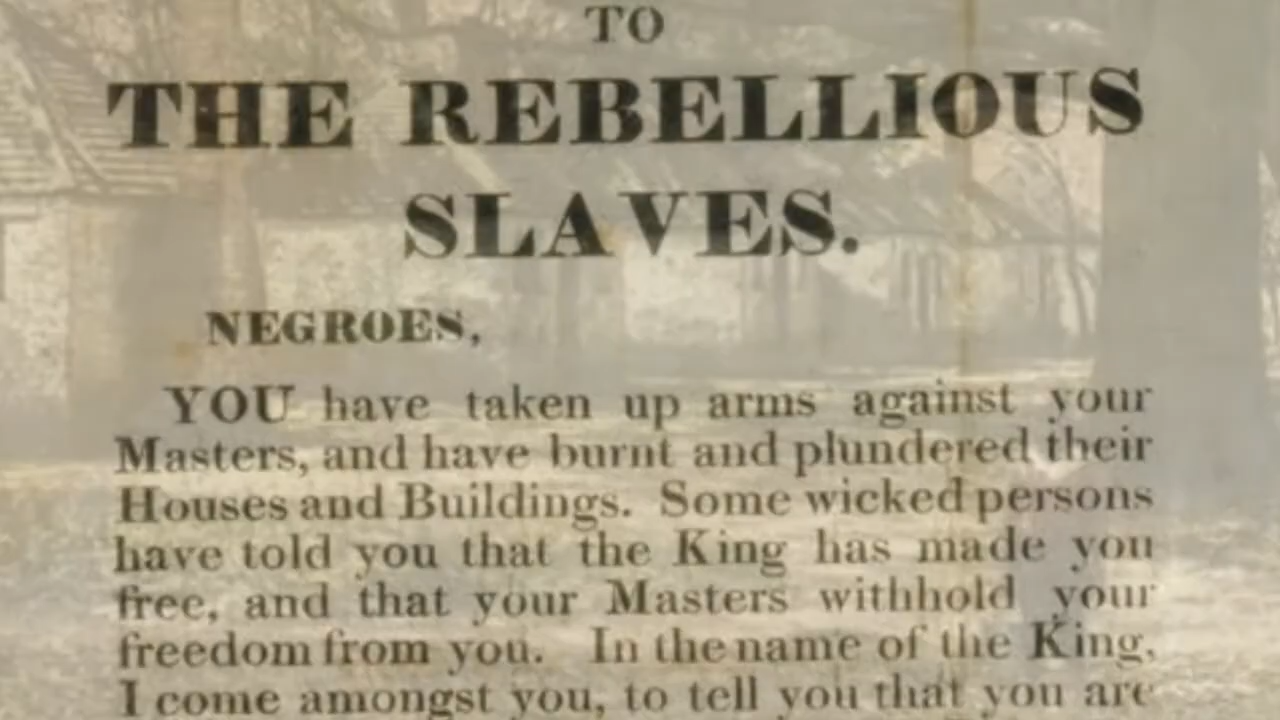 TO
THE REBELLIOUS
SLAVES.
NEGROES,
YOU have taken up arms against your
Masters, and have burnt and plundered their
Houses and Buildings. Some wicked persons
have told you that the King has made you
free, and that your Masters withhold your
freedom from you. In the name of the King,
I come amongst you, to tell you that you are